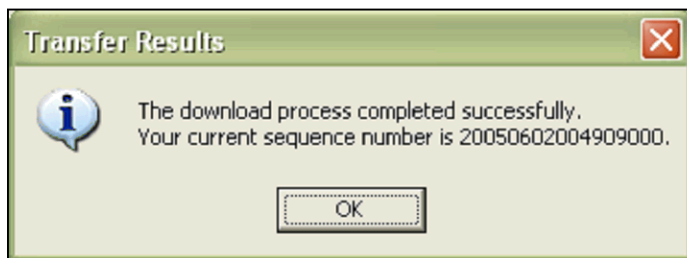 Transfer Results
The download process completed successfully.
Your current sequence number is 20050602004909000.
OK